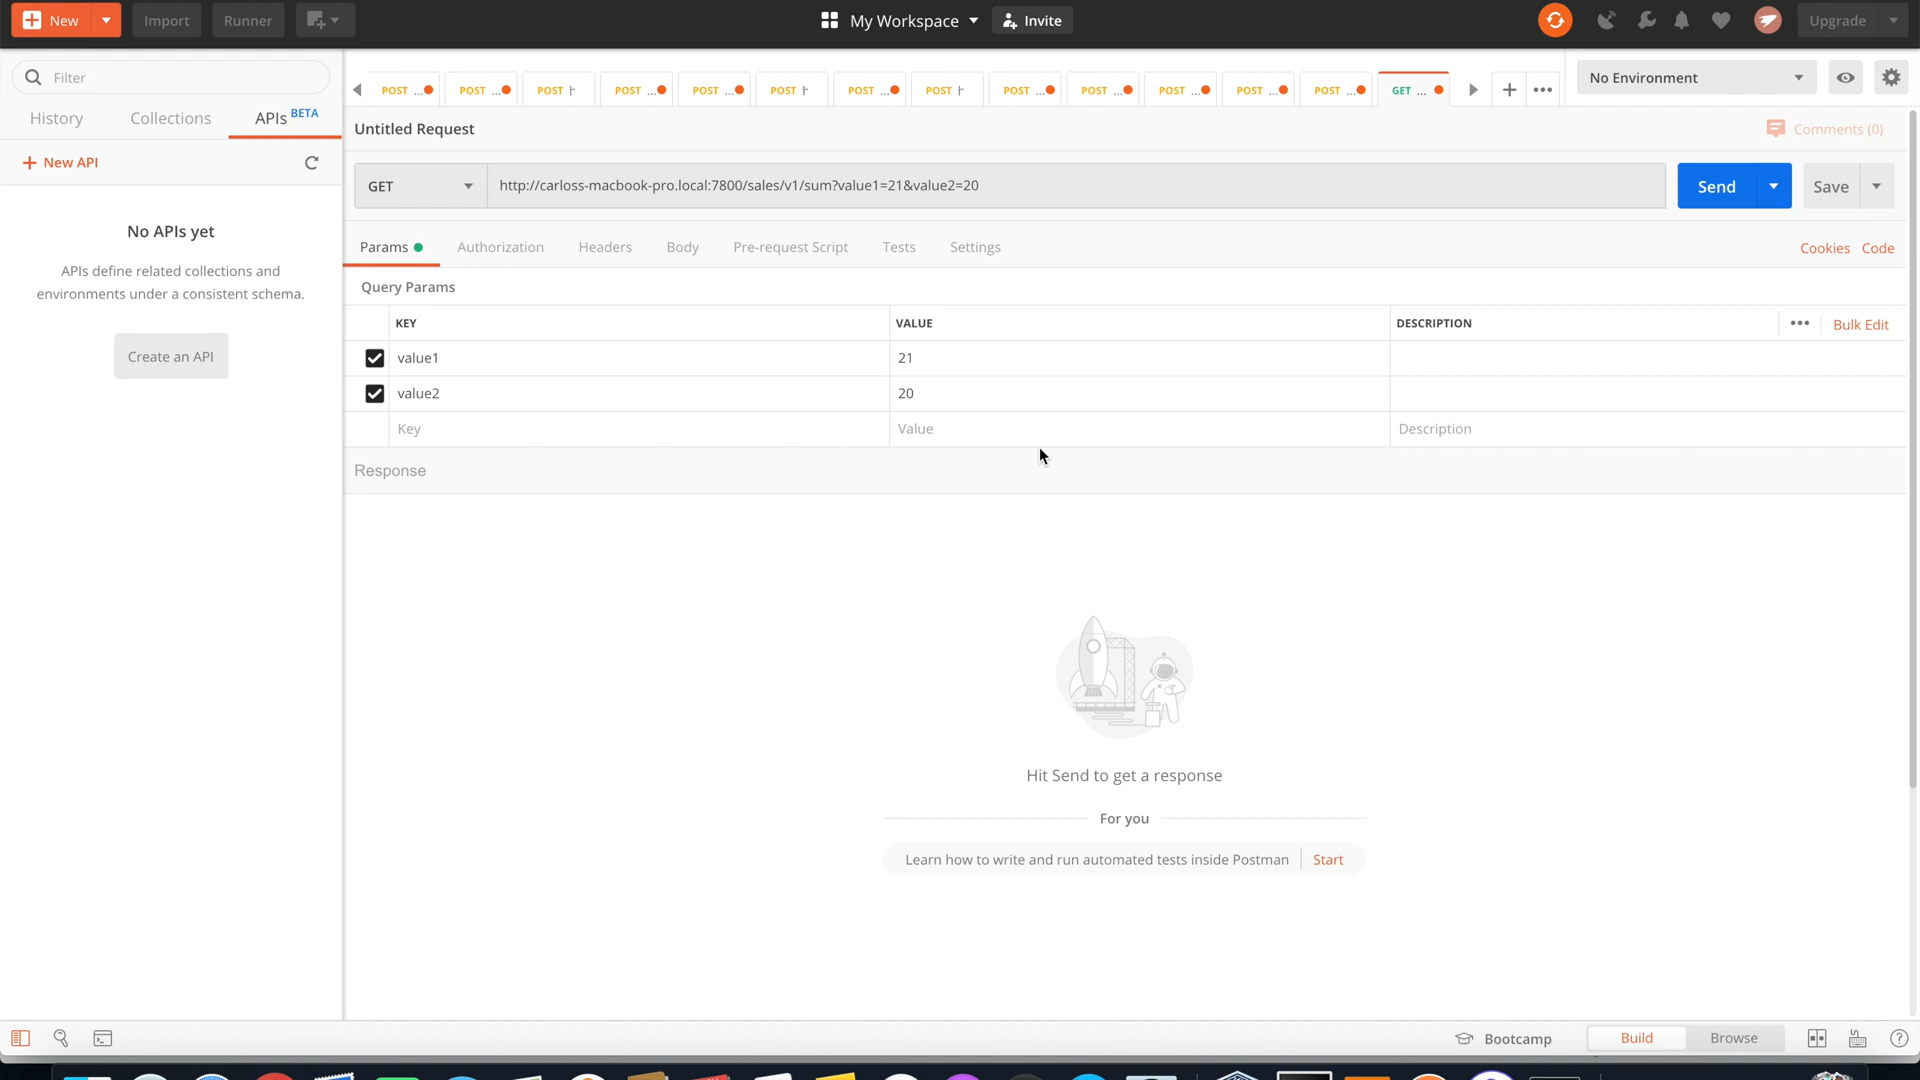 New
Import
Runner
My Workspace
Invite
Upgrade
Filter
History
Collections
APIs BETA
New API
No APIs yet
APIs define related collections and
environments under a consistent schema.
Create an API
POST ...
POST ...
POST
POST ...
POST ...
POST
POST ...
POST
POST ...
POST ...
POST ...
POST ...
POST ...
GET ...
No Environment
Untitled Request
Comments (0)
GET
http://carloss-macbook-pro.local:7800/sales/v1/sum?value1=21&value2=20
Send
Save
Params
Authorization
Headers
Body
Pre-request Script
Tests
Settings
Cookies
Code
Query Params
KEY
VALUE
DESCRIPTION
Bulk Edit
value1
21
value2
20
Key
Value
Description
Response
Hit Send to get a response
For you
Learn how to write and run automated tests inside Postman
Start
Bootcamp
Build
Browse